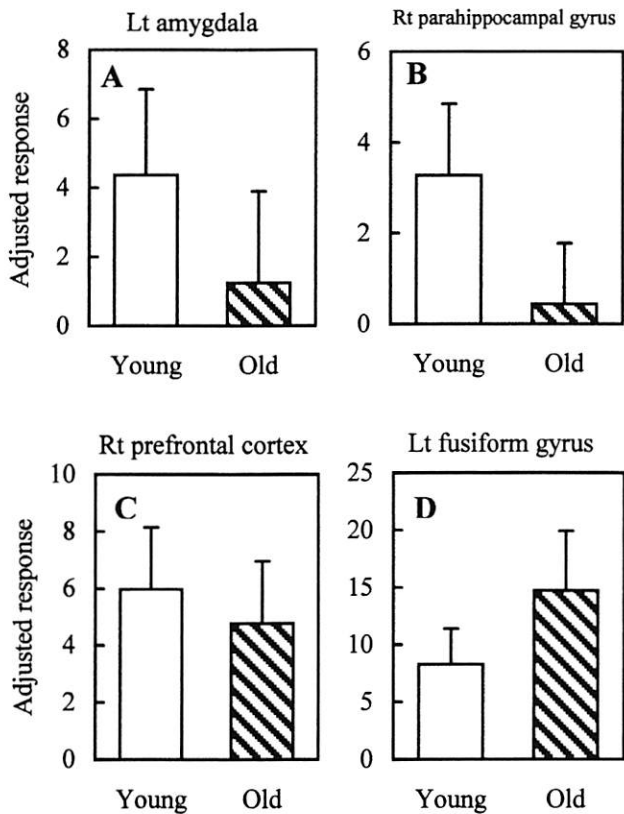 Lt amygdala
Rt parahippocampal gyrus
A
B
Adjusted response
8
6
4
2
0
6
4
2
0
Young
Old
Young
Old
Rt prefrontal cortex
Lt fusiform gyrus
C
D
Adjusted response
10
8
6
4
2
0
25
20
15
10
5
0
Young
Old
Young
Old